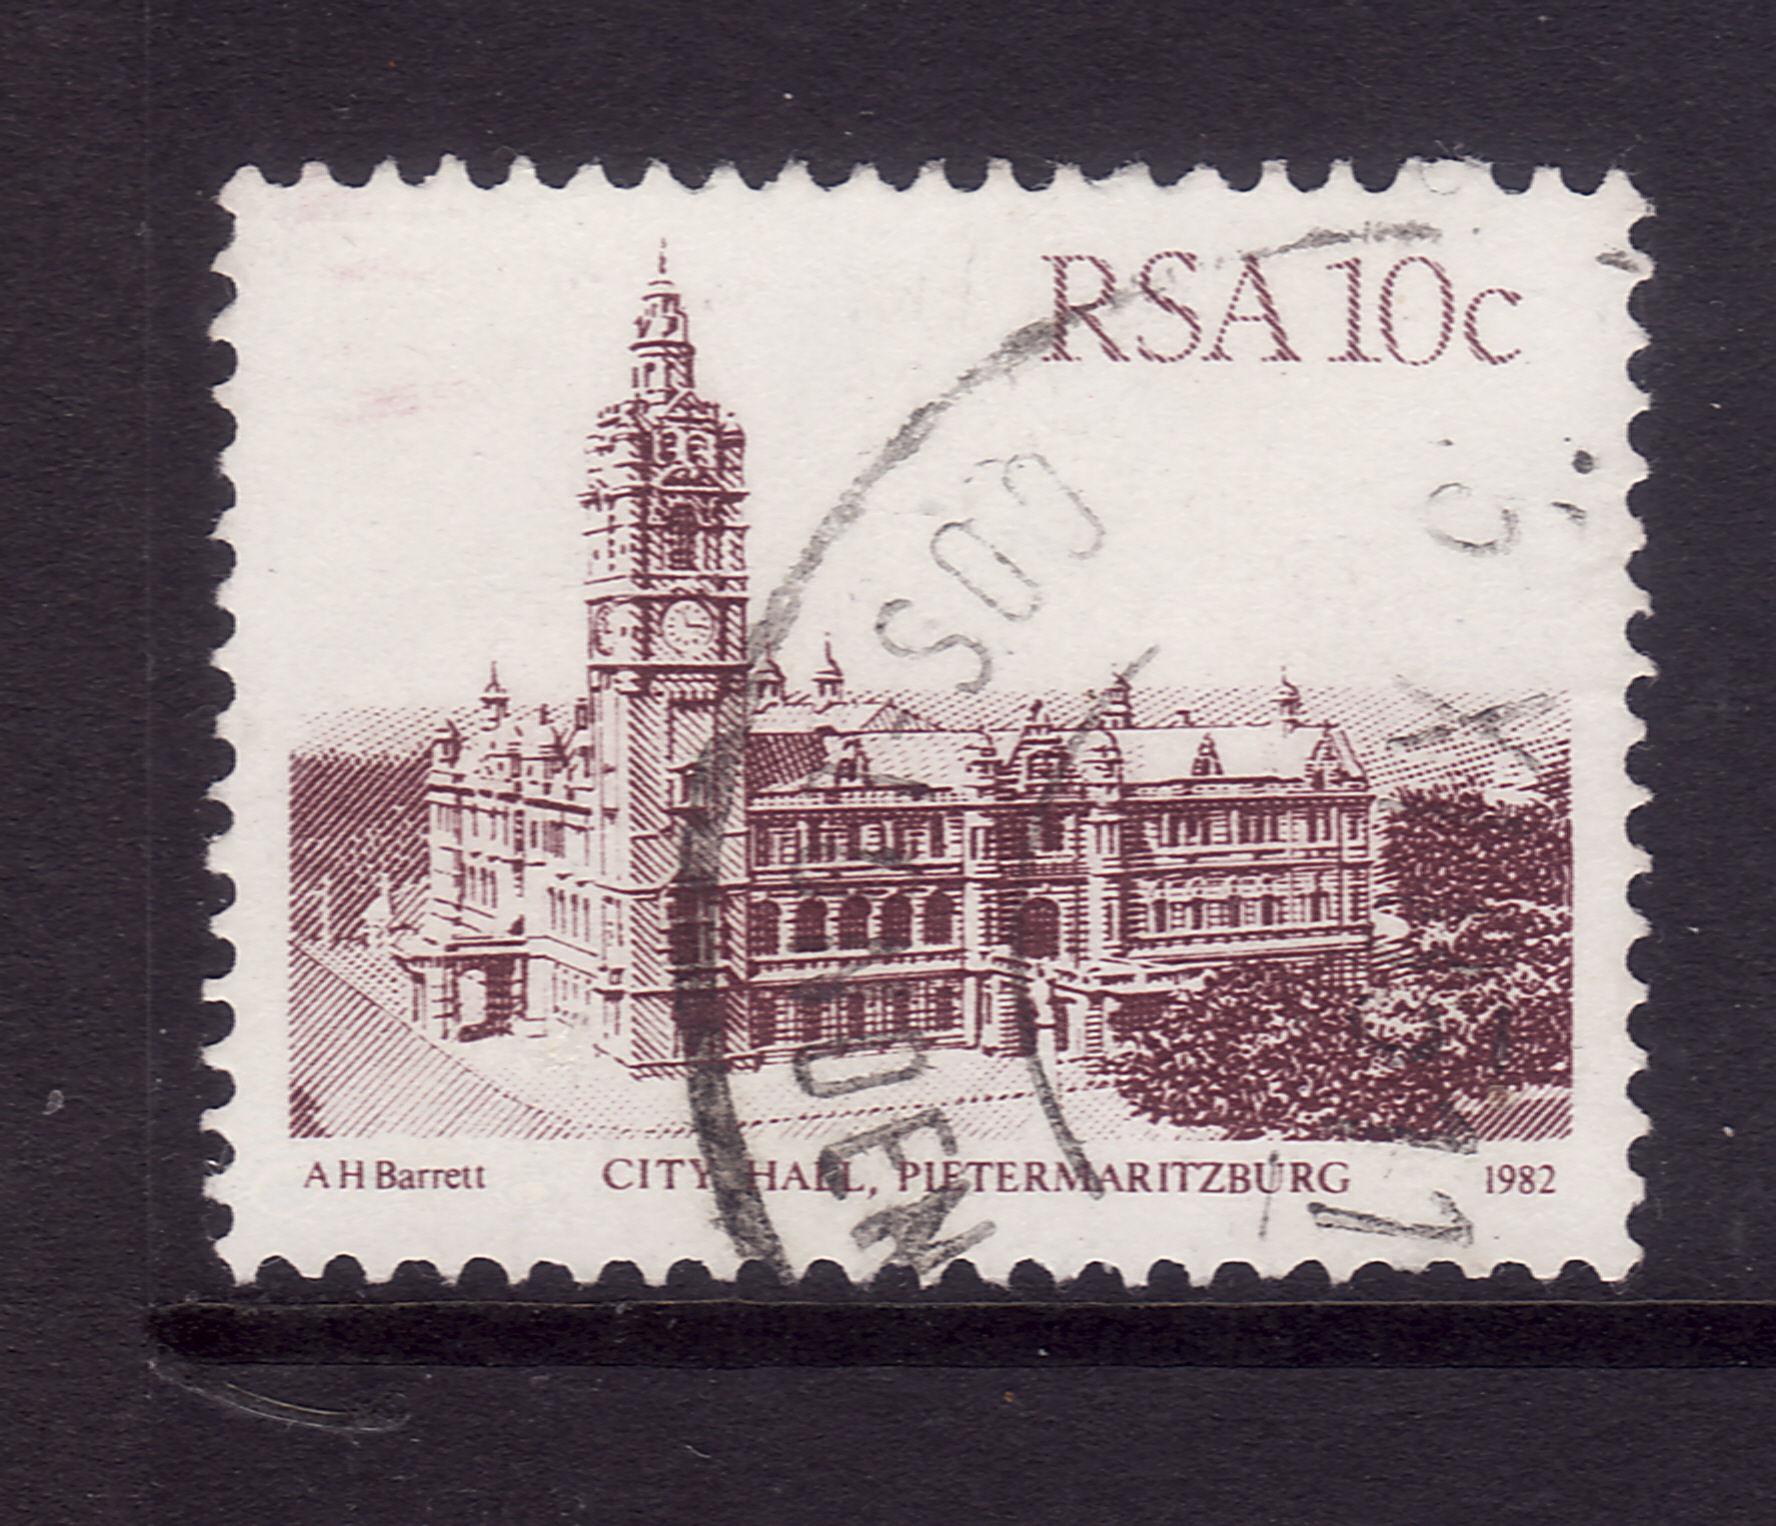 RSA 10c
A H Barrett CITY HALL, PIETERMARITZBURG 1982